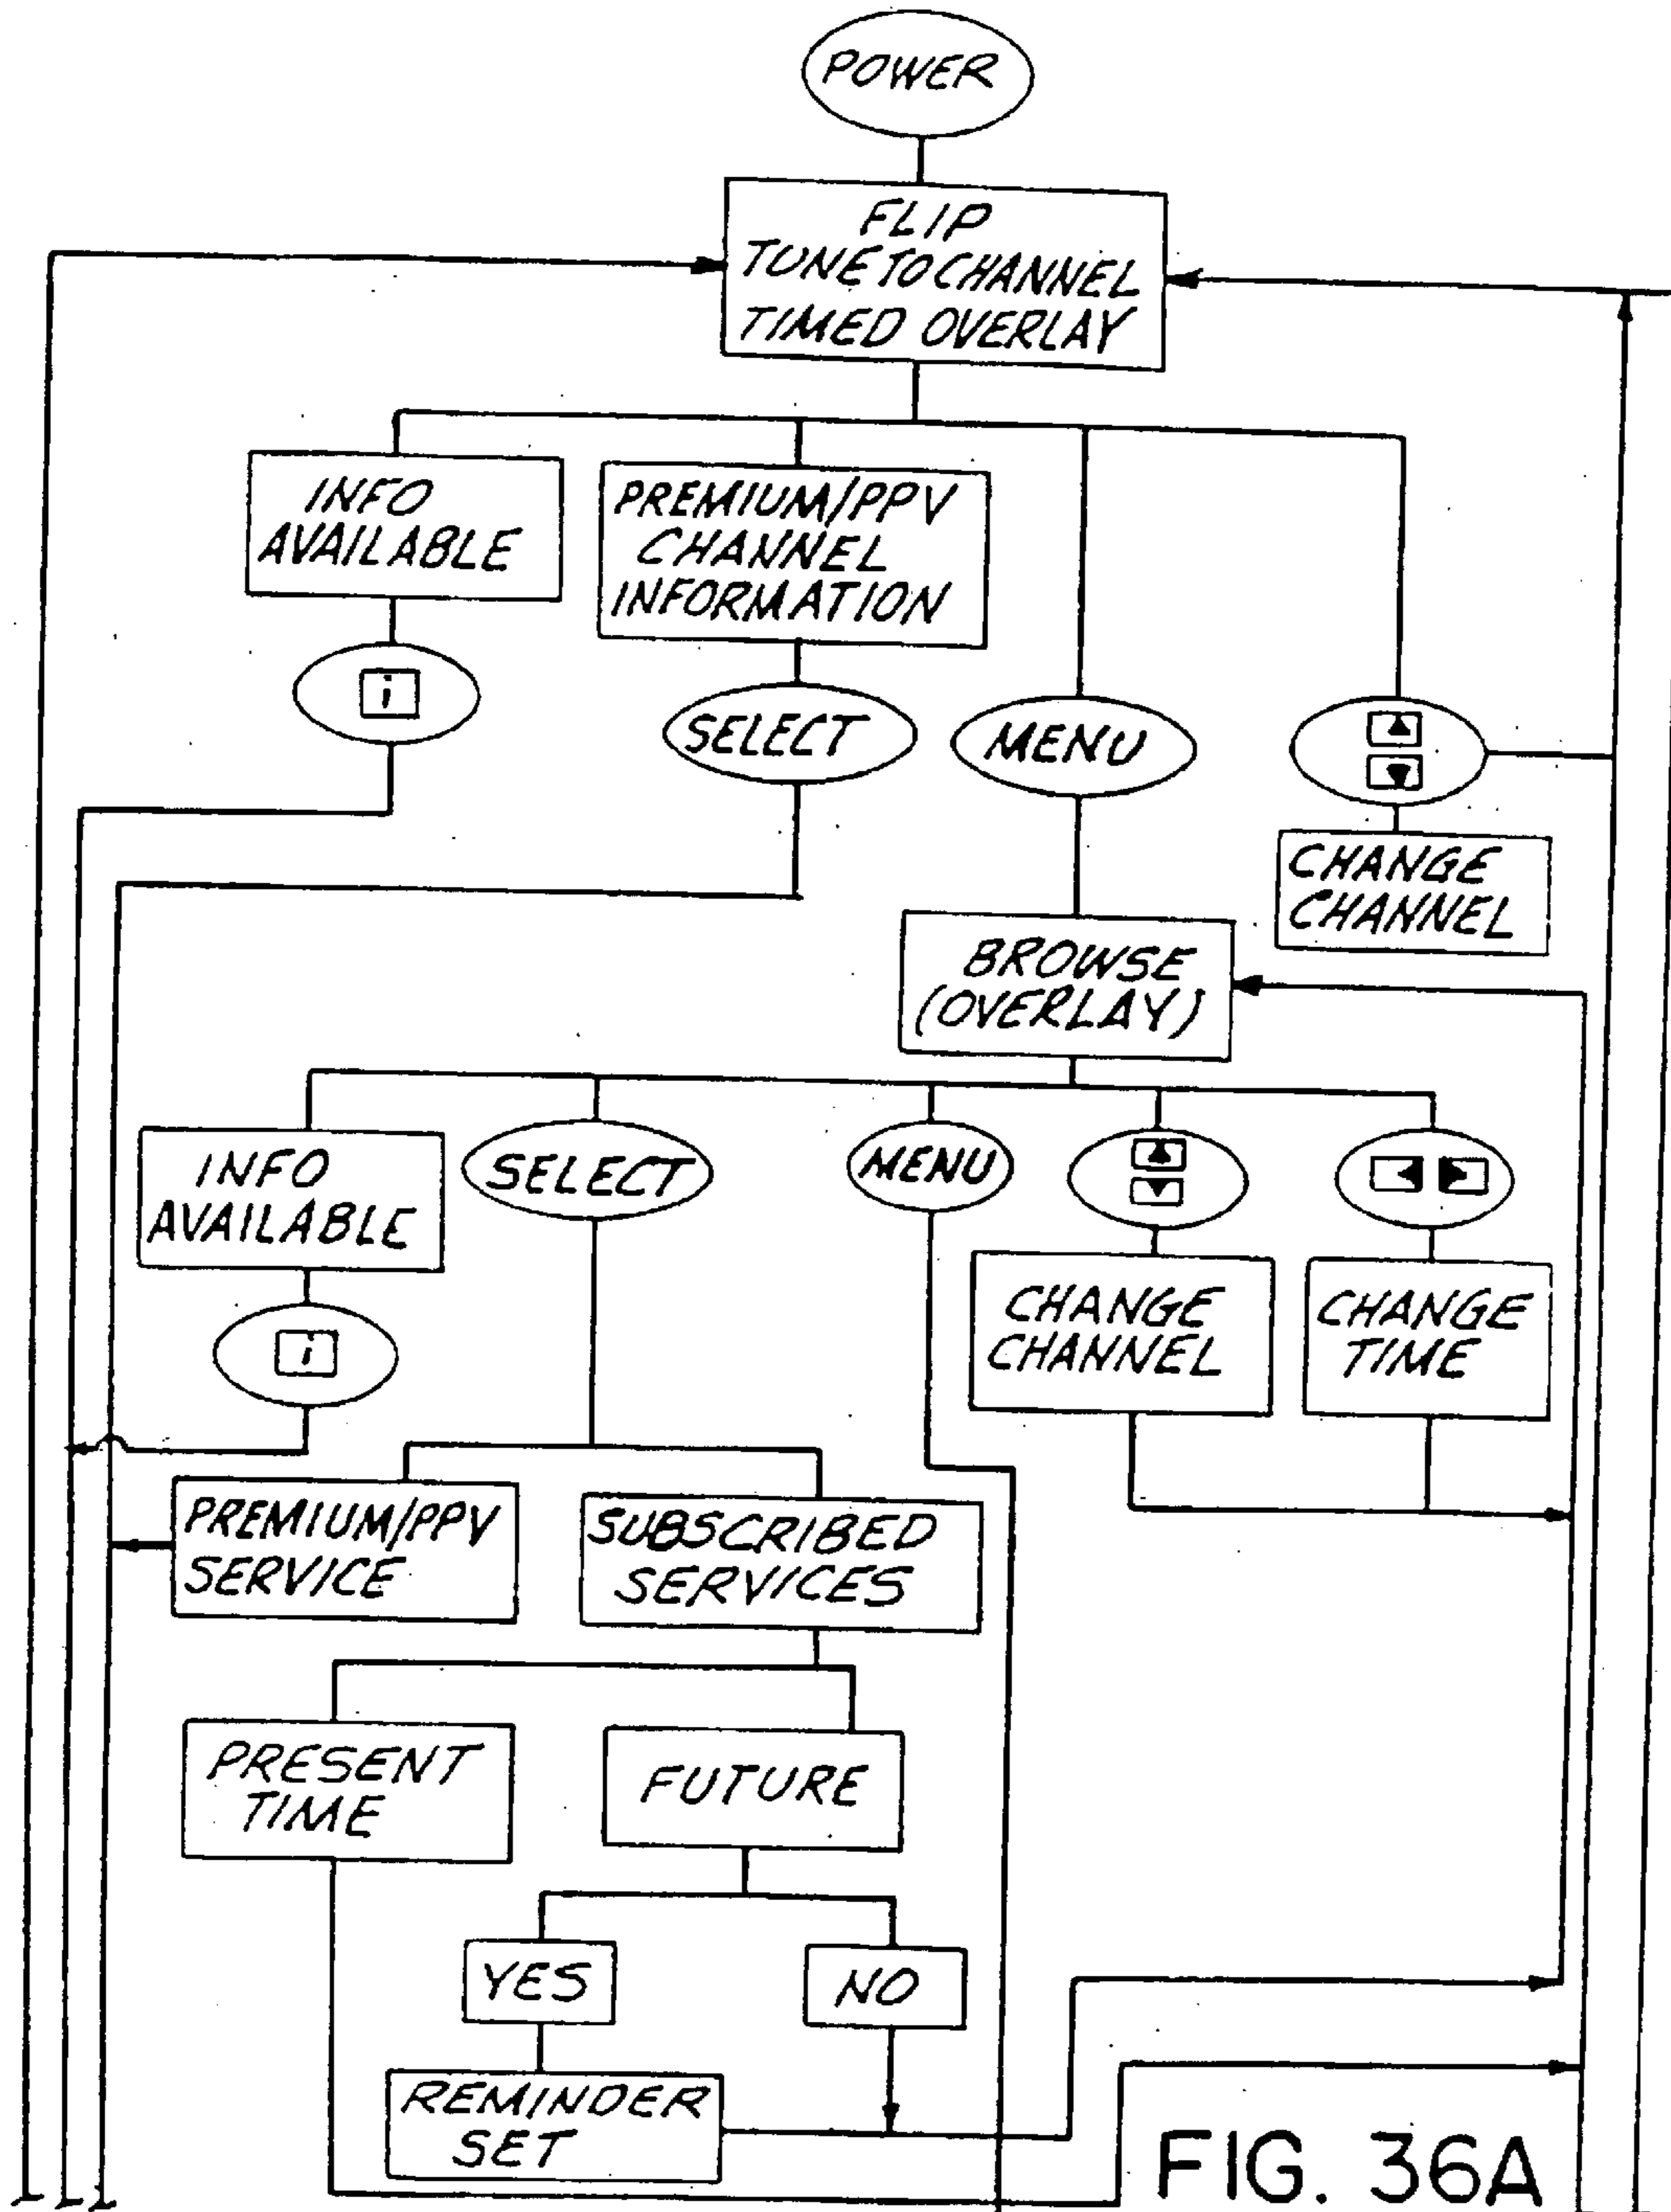 POWER
FLIP
TUNE TO CHANNEL
TIMED OVERLAY
INFO
AVAILABLE
PREMIUM/PPV
CHANNEL
INFORMATION
i
SELECT
MENU
CHANGE
CHANNEL
BROWSE
(OVERLAY)
INFO
AVAILABLE
SELECT
MENU
i
CHANGE
CHANNEL
CHANGE
TIME
PREMIUM/PPV
SERVICE
SUBSCRIBED
SERVICES
PRESENT
TIME
FUTURE
YES
NO
REMINDER
SET
FIG. 36A